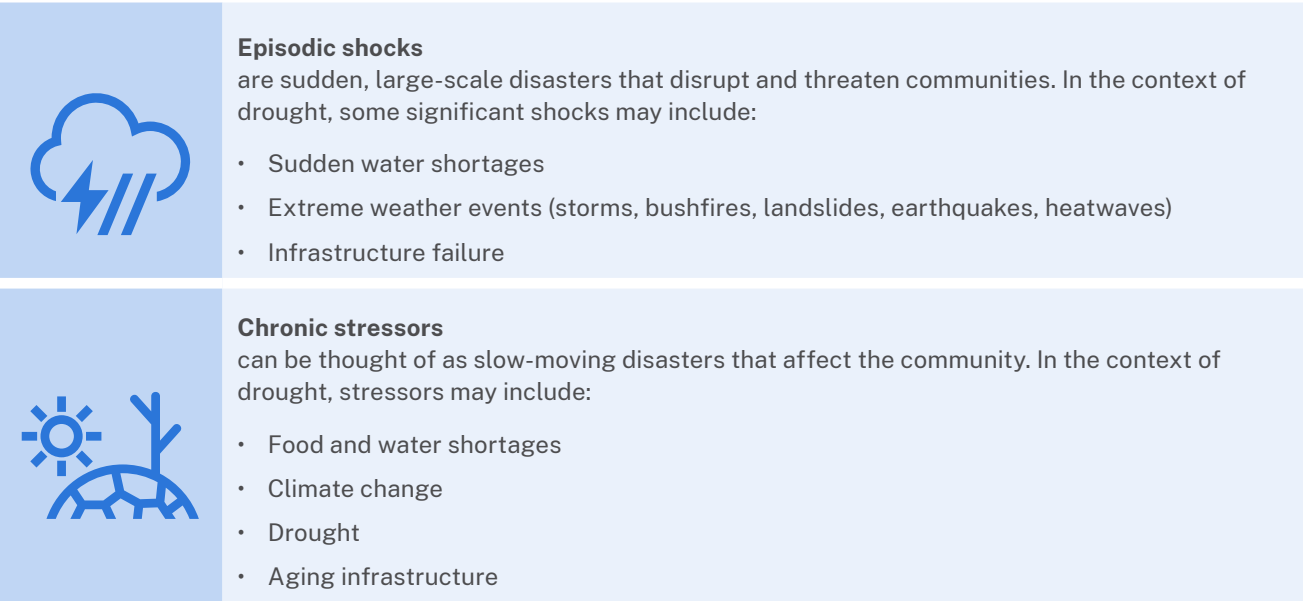 Episodic shocks
are sudden, large-scale disasters that disrupt and threaten communities. In the context of
drought, some significant shocks may include:
• Sudden water shortages
• Extreme weather events (storms, bushfires, landslides, earthquakes, heatwaves)
• Infrastructure failure
Chronic stressors
can be thought of as slow-moving disasters that affect the community. In the context of
drought, stressors may include:
• Food and water shortages
• Climate change
• Drought
• Aging infrastructure